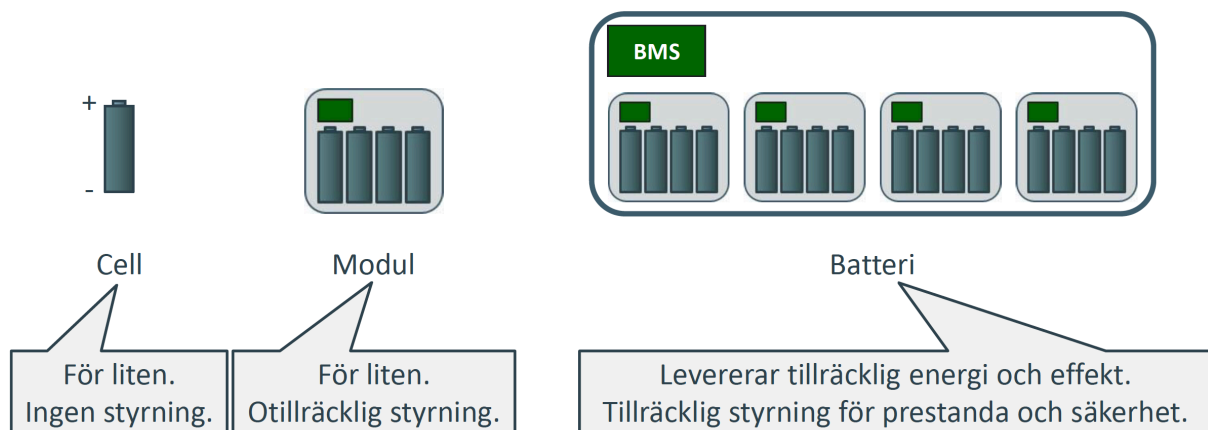 BMS
+
-
Cell
Modul
Batteri
För liten.
Ingen styrning.
För liten.
Otillräcklig styrning.
Levererar tillräcklig energi och effekt.
Tillräcklig styrning för prestanda och säkerhet.